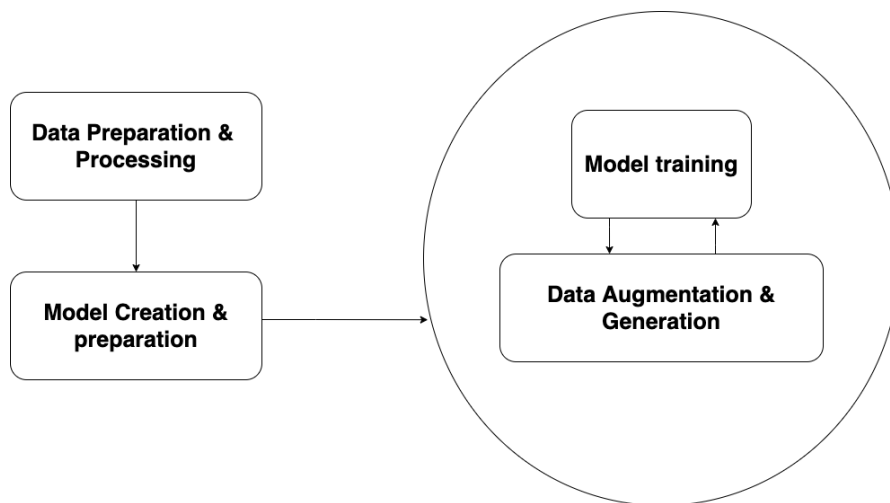 Data Preparation &
Processing
Model Creation &
preparation
Model training
Data Augmentation &
Generation